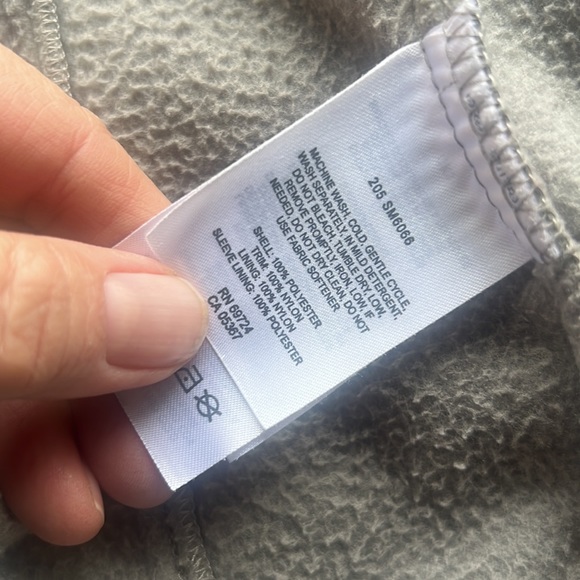 205 SM6066
MACHINE WASH, COLD, GENTLE CYCLE,
WASH SEPARATELY, IN MILD DETERGENT,
DO NOT BLEACH, TUMBLE DRY, LOW,
REMOVE PROMPTLY, IRON, LOW, IF
NEEDED, DO NOT DRY CLEAN, DO NOT
USE FABRIC SOFTENER
SHELL: 100% POLYESTER
TRIM: 100% NYLON
LINING: 100% NYLON
SLEEVE LINING: 100% POLYESTER
RN 69724
CA 05367